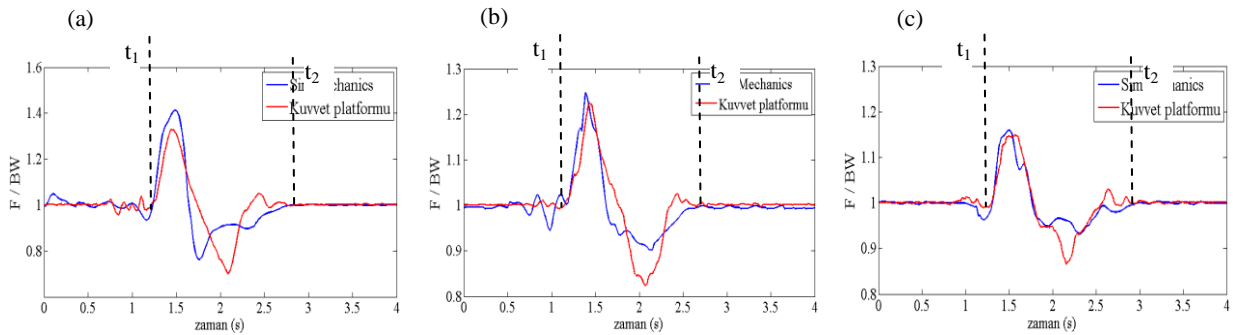 (a)
t1
t2
Kuvvet platformu
1.6
1.4
1.2
1
0.8
F / BW
0 0.5 1 1.5 2 2.5 3 3.5 4
zaman (s)
(b)
t1
t2
Mechanics
Kuvvet platformu
1.3
1.2
1.1
1
0.9
0.8
F / BW
0 0.5 1 1.5 2 2.5 3 3.5 4
zaman (s)
(c)
t1
t2
Kuvvet platformu
1.3
1.2
1.1
1
0.9
0.8
F / BW
0 0.5 1 1.5 2 2.5 3 3.5 4
zaman (s)